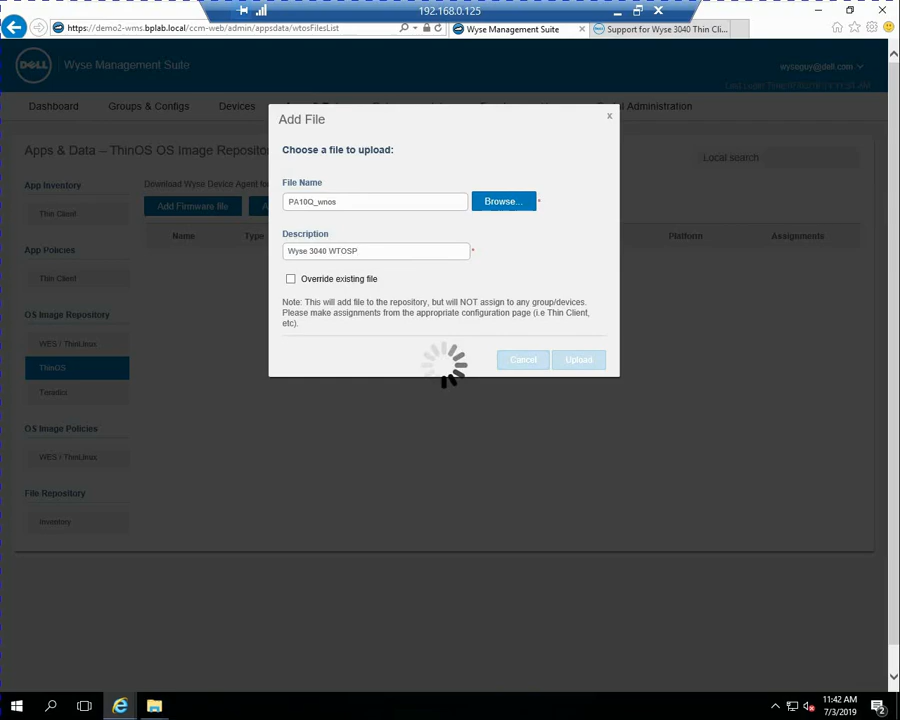 192.168.0.125
https://demo2-wms.bplab.local/ccm-web/admin/appsdata/wtosFilesList
Wyse Management Suite
Support for Wyse 3040 Thin Cli...
DELL
Wyse Management Suite
wyseguy@dell.com
Dashboard
Groups & Configs
Devices
Administration
Apps & Data – ThinOS OS Image Reposito
Local search
App Inventory
Thin Client
App Policies
Thin Client
OS Image Repository
WES / ThinLinux
ThinOS
Teradici
OS Image Policies
WES / ThinLinux
File Repository
Inventory
Download Wyse Device Agent for
Add Firmware file
A
Name
Type
Platform
Assignments
Add File
x
Choose a file to upload:
File Name
PA10Q_wnos
Browse...
*
Description
Wyse 3040 WTOSP
*
Override existing file
Note: This will add file to the repository, but will NOT assign to any group/devices.
Please make assignments from the appropriate configuration page (i.e Thin Client,
etc).
Cancel
Upload
11:42 AM
7/3/2019
2